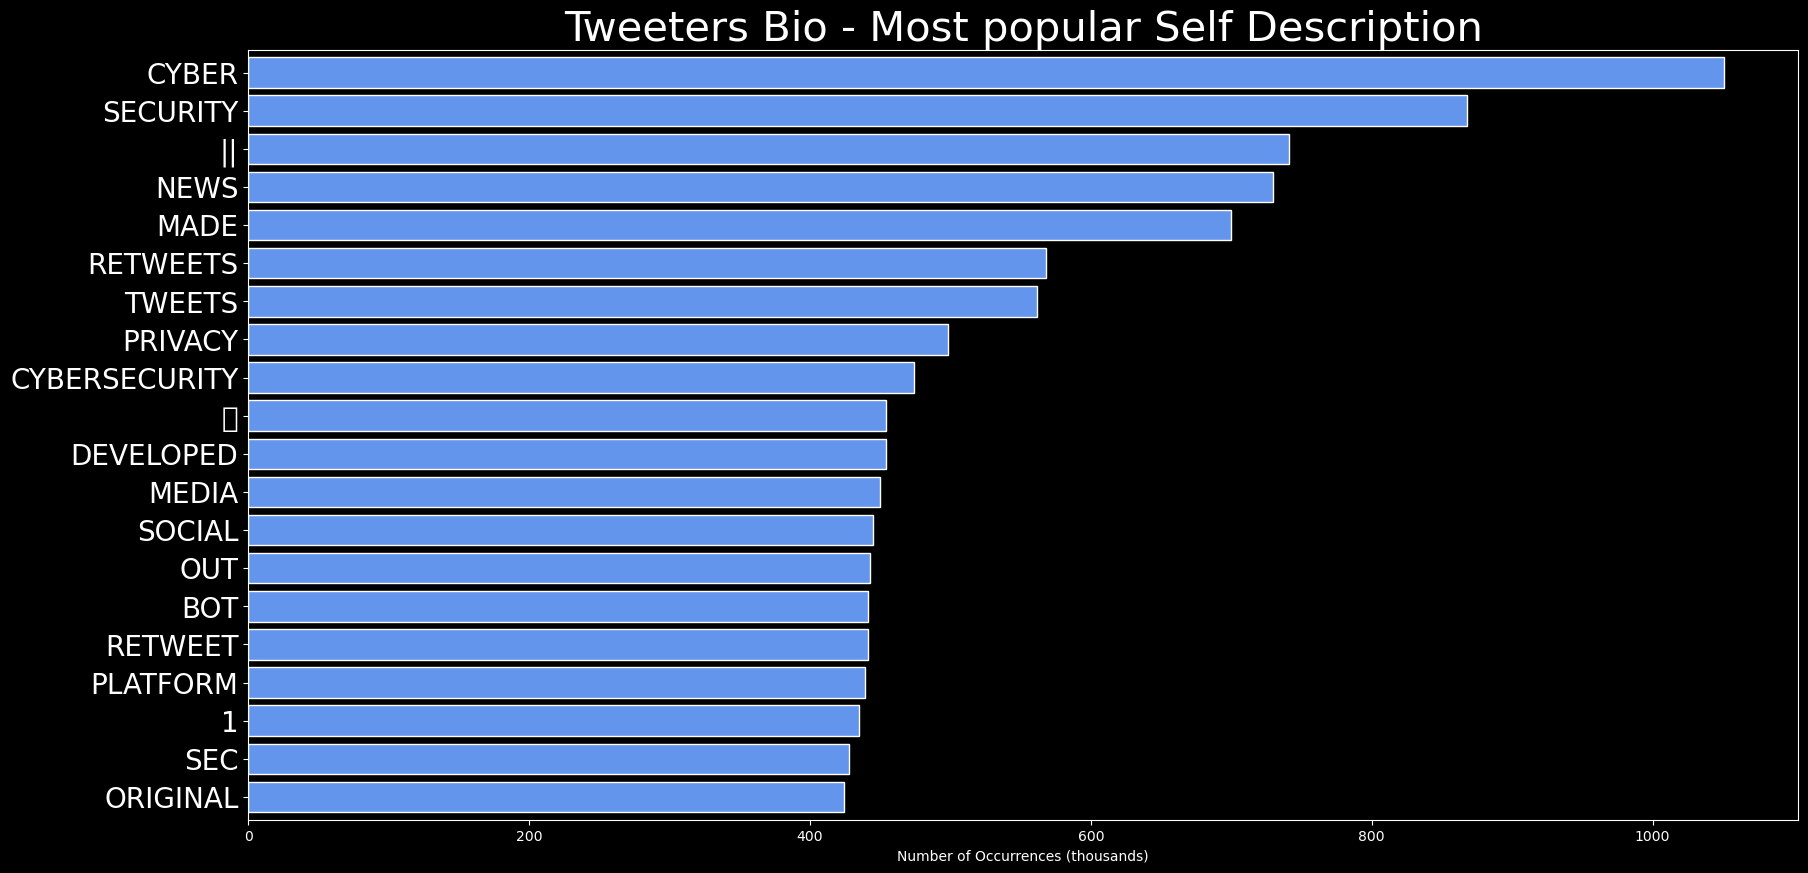 Tweeters Bio - Most popular Self Description
CYBER
SECURITY
||
NEWS
MADE
RETWEETS
TWEETS
PRIVACY
CYBERSECURITY
DEVELOPED
MEDIA
SOCIAL
OUT
BOT
RETWEET
PLATFORM
1
SEC
ORIGINAL
0 200 400 600 800 1000
Number of Occurrences (thousands)